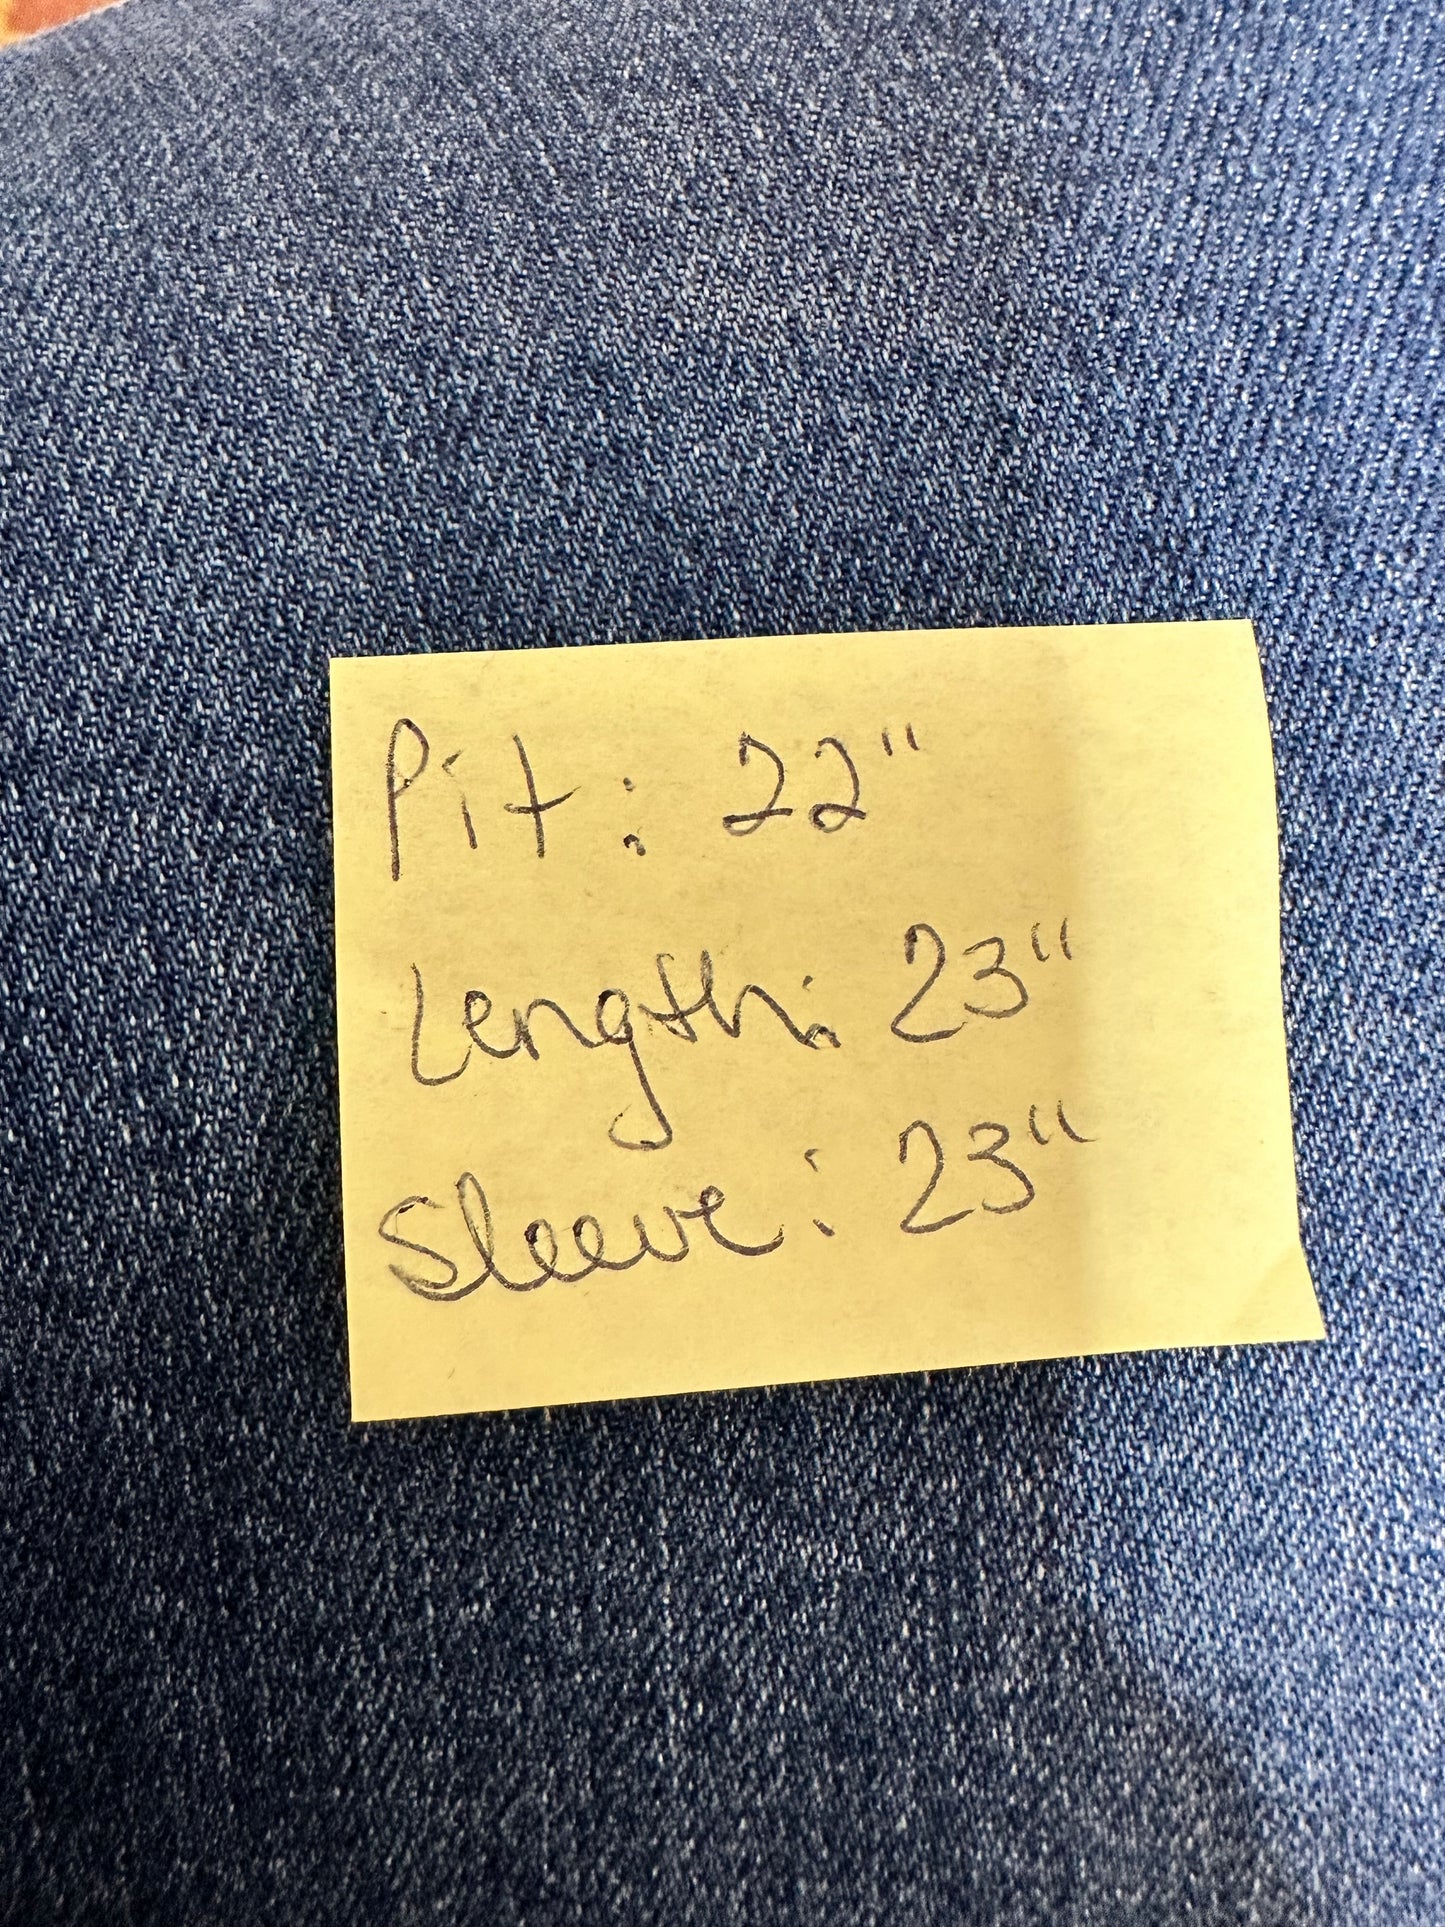 Pit: 22"
Length: 23"
Sleeve: 23"